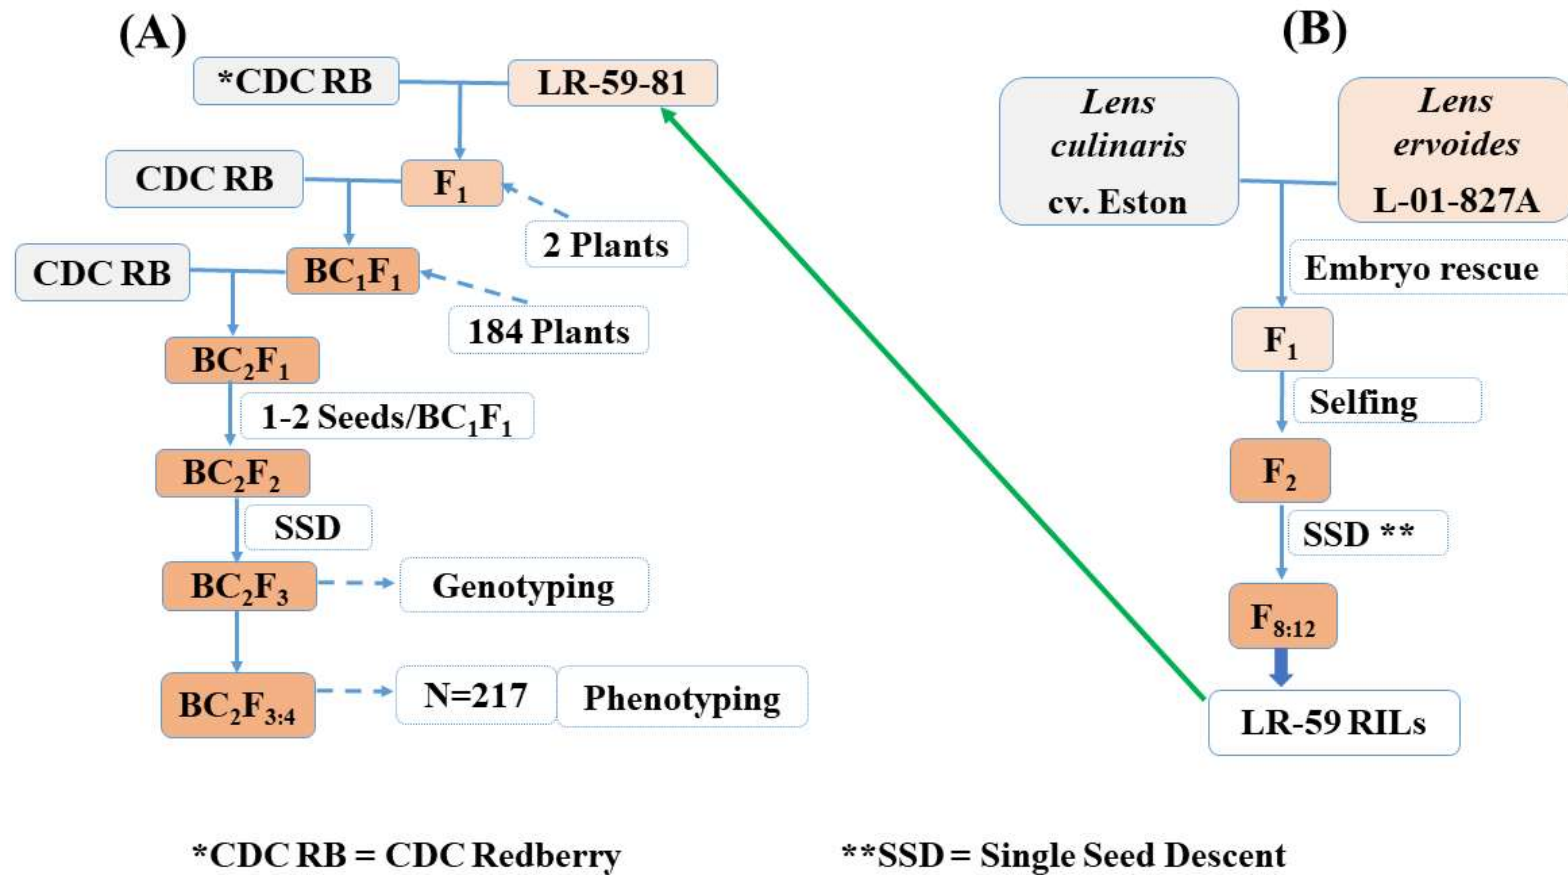 (A)
*CDC RB
LR-59-81
CDC RB
F₁
2 Plants
CDC RB
BC₁F₁
184 Plants
BC₂F₁
1-2 Seeds/BC₁F₁
BC₂F₂
SSD
BC₂F₃
Genotyping
BC₂F₃:₄
N=217
Phenotyping
(B)
Lens
culinaris
cv. Eston
Lens
ervoides
L-01-827A
Embryo rescue
F₁
Selfing
F₂
SSD **
F₈:₁₂
LR-59 RILs
*CDC RB = CDC Redberry
**SSD = Single Seed Descent